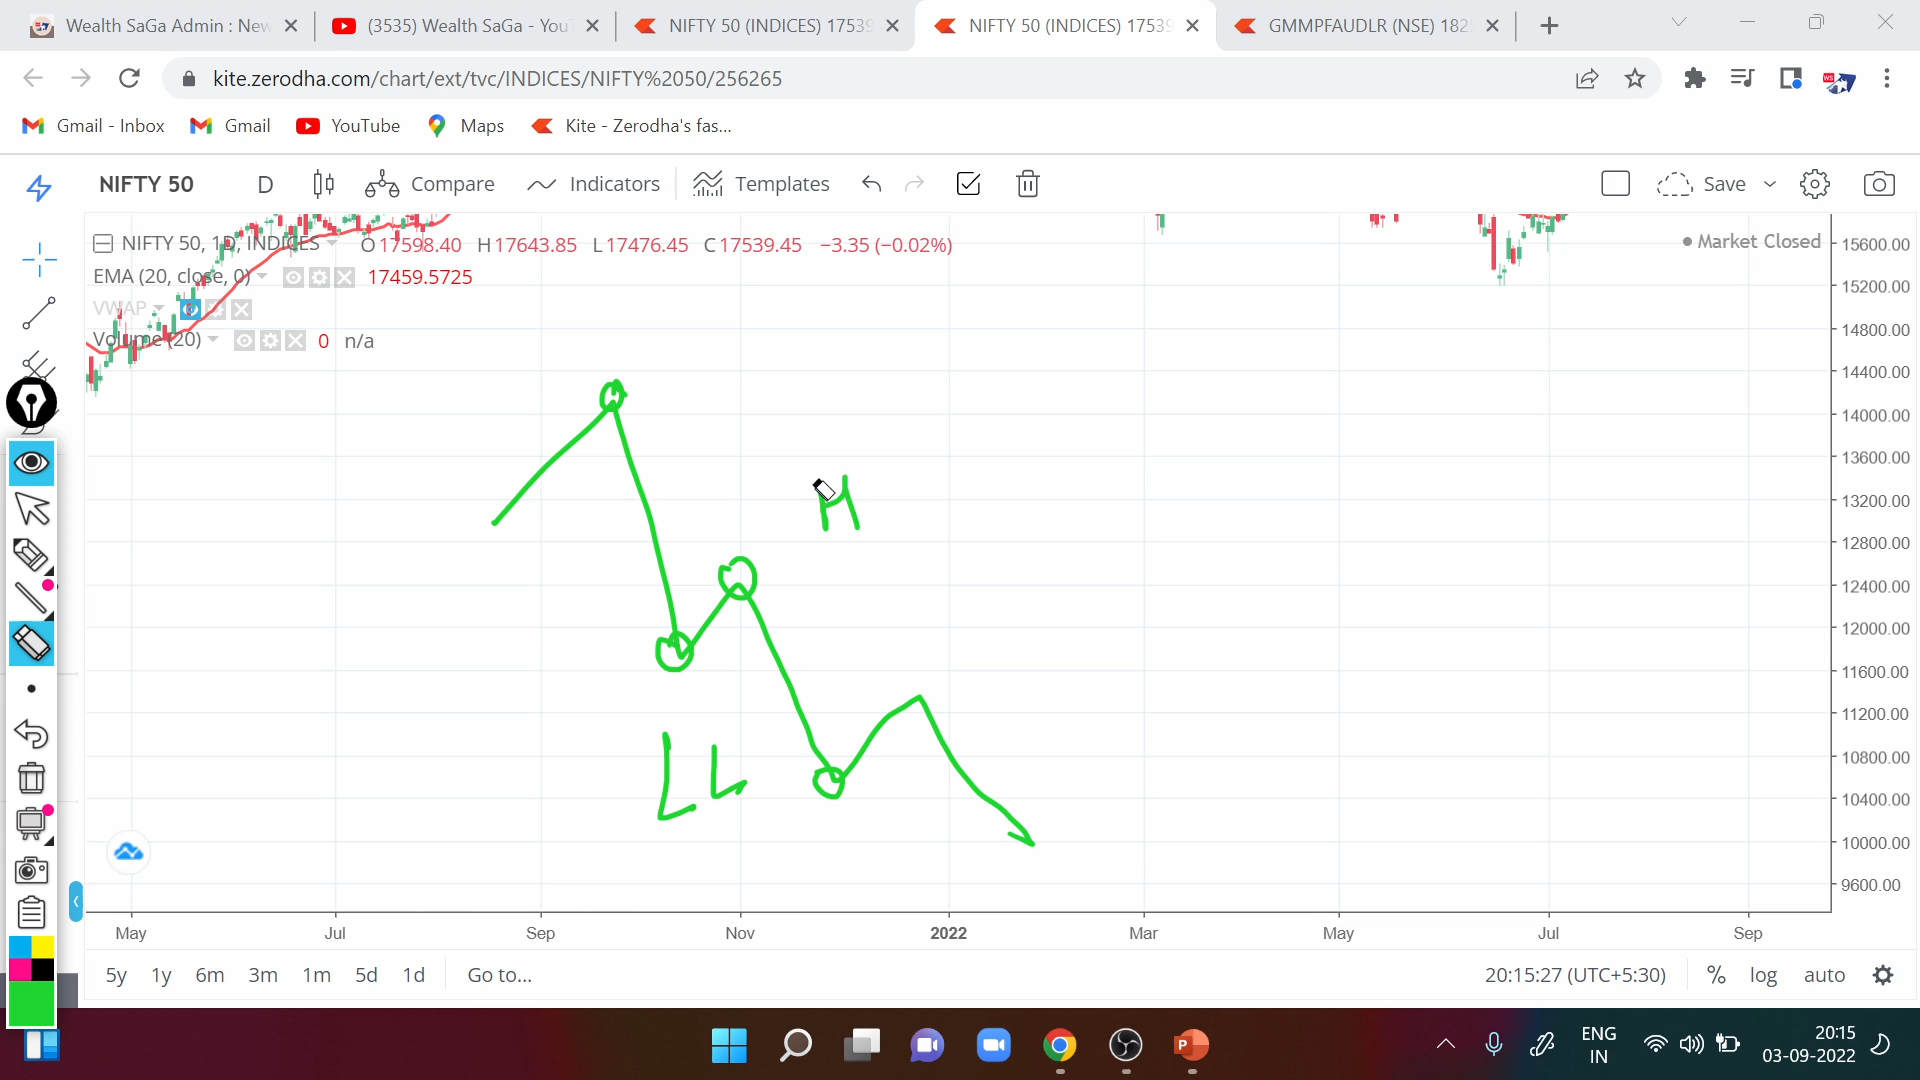 Wealth SaGa Admin : New
(3535) Wealth SaGa - YouT
NIFTY 50 (INDICES) 17539
NIFTY 50 (INDICES) 17539
GMMPFAUDLR (NSE) 182
kite.zerodha.com/chart/ext/tvc/INDICES/NIFTY%2050/256265
Gmail - Inbox
Gmail
YouTube
Maps
Kite - Zerodha's fas...
NIFTY 50
D
Compare
Indicators
Templates
Save
NIFTY 50, 1D, INDICES O17598.40 H17643.85 L17476.45 C17539.45 −3.35 (−0.02%)
Market Closed
EMA (20, close, 0) 17459.5725
VWAP
Volume (20) 0 n/a
15600.00
15200.00
14800.00
14400.00
14000.00
13600.00
13200.00
12800.00
12400.00
12000.00
11600.00
11200.00
10800.00
10400.00
10000.00
9600.00
H
LL
May Jul Sep Nov 2022 Mar May Jul Sep
5y 1y 6m 3m 1m 5d 1d Go to...
20:15:27 (UTC+5:30) % log auto
ENG
IN
20:15
03-09-2022